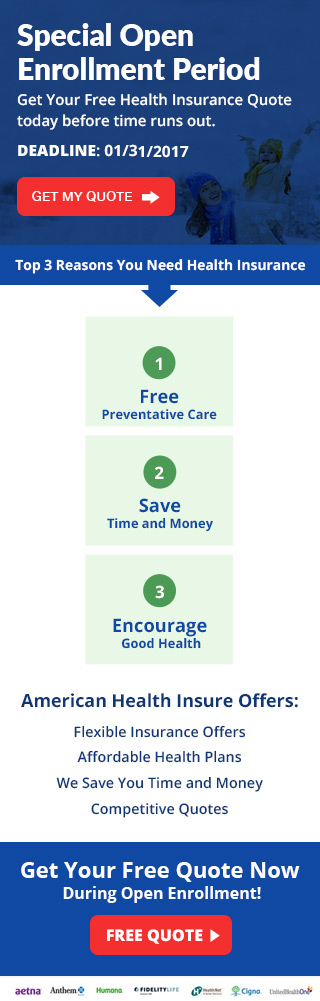 Special Open
Enrollment Period
Get Your Free Health Insurance Quote
today before time runs out.
DEADLINE: 01/31/2017
GET MY QUOTE
Top 3 Reasons You Need Health Insurance
1
Free
Preventative Care
2
Save
Time and Money
3
Encourage
Good Health
American Health Insure Offers:
Flexible Insurance Offers
Affordable Health Plans
We Save You Time and Money
Competitive Quotes
Get Your Free Quote Now
During Open Enrollment!
FREE QUOTE
aetna Anthem Humana FIDELITYLIFE Health Net Cigna UnitedHealthOne